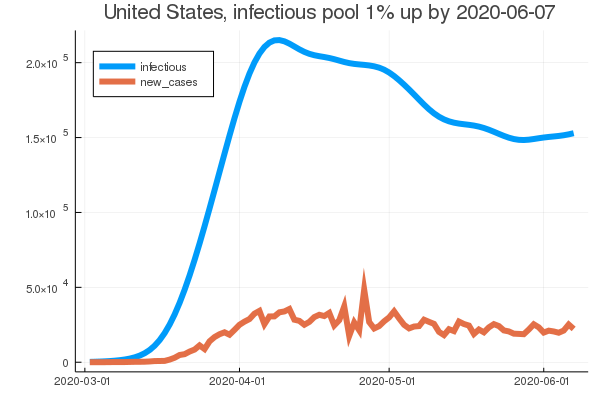 United States, infectious pool 1% up by 2020-06-07
infectious
new_cases
2.0×10 5
1.5×10 5
1.0×10 5
5.0×10 4
0
2020-03-01 2020-04-01 2020-05-01 2020-06-01